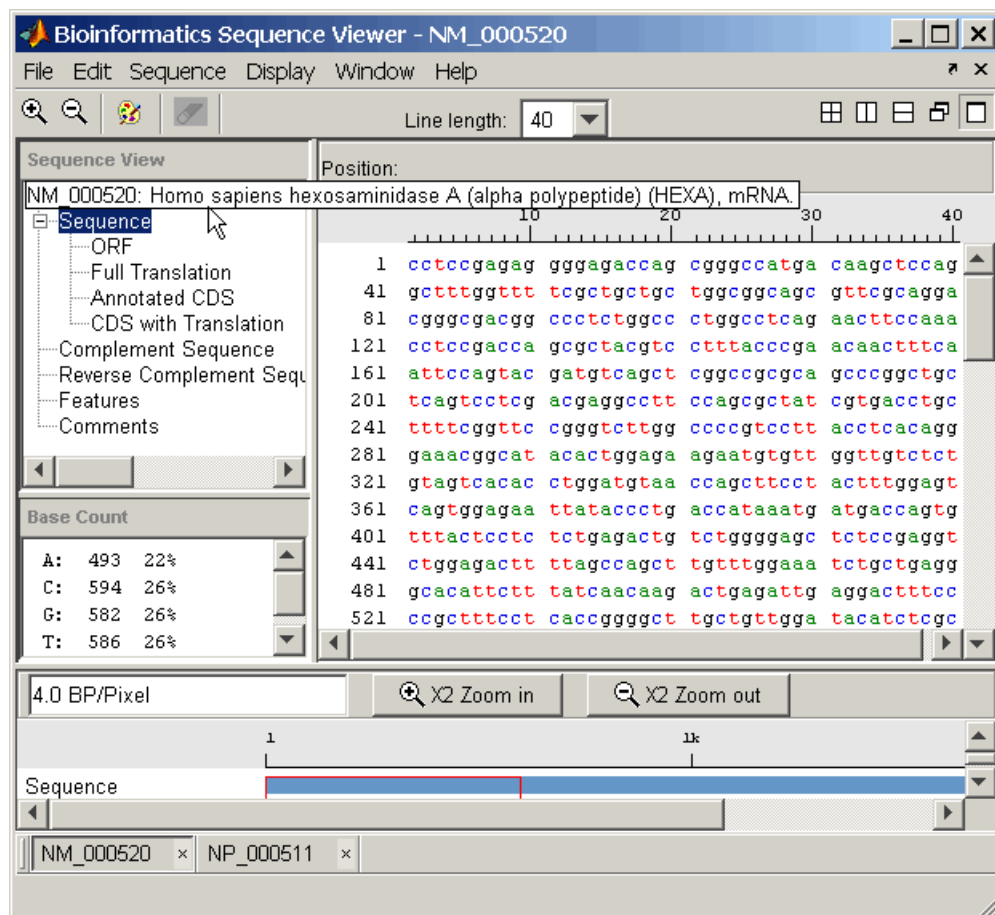 Bioinformatics Sequence Viewer - NM_000520
File Edit Sequence Display Window Help
Line length: 40
Sequence View
Position:
NM_000520: Homo sapiens hexosaminidase A (alpha polypeptide) (HEXA), mRNA.
10 20 30 40
Sequence
ORF
Full Translation
Annotated CDS
CDS with Translation
Complement Sequence
Reverse Complement Sequ
Features
Comments
1 cctccgagag gggagaccag cgggccatga caagctccag
41 gctttggttt tcgctgctgc tggcggcagc gttcgcagga
81 cgggcgacgg ccctctggcc ctggcctcag aacttccaaa
121 cctccgacca gcgctacgtc ctttacccga acaactttca
161 attccagtac gatgtcagct cggccgcgca gcccggctgc
201 tcagtcctcg acgaggcctt ccagcgctat cgtgacctgc
241 ttttcggttc cgggtcttgg ccccgtcctt acctcacagg
281 gaaacggcat acactggaga agaatgtgtt ggttgtctct
321 gtagtcacac ctggatgtaa ccagcttcct actttggagt
361 cagtggagaa ttataccctg accataaatg atgaccagtg
401 tttactcctc tctgagactg tctggggagc tctccgaggt
441 ctggagactt ttagccagct tgtttggaaa tctgctgagg
481 gcacattctt tatcaacaag actgagattg aggactttcc
521 ccgctttcct caccggggct tgctgttgga tacatctcgc
Base Count
A: 493 22%
C: 594 26%
G: 582 26%
T: 586 26%
4.0 BP/Pixel X2 Zoom in X2 Zoom out
1 1k
Sequence
NM_000520 × NP_000511 ×